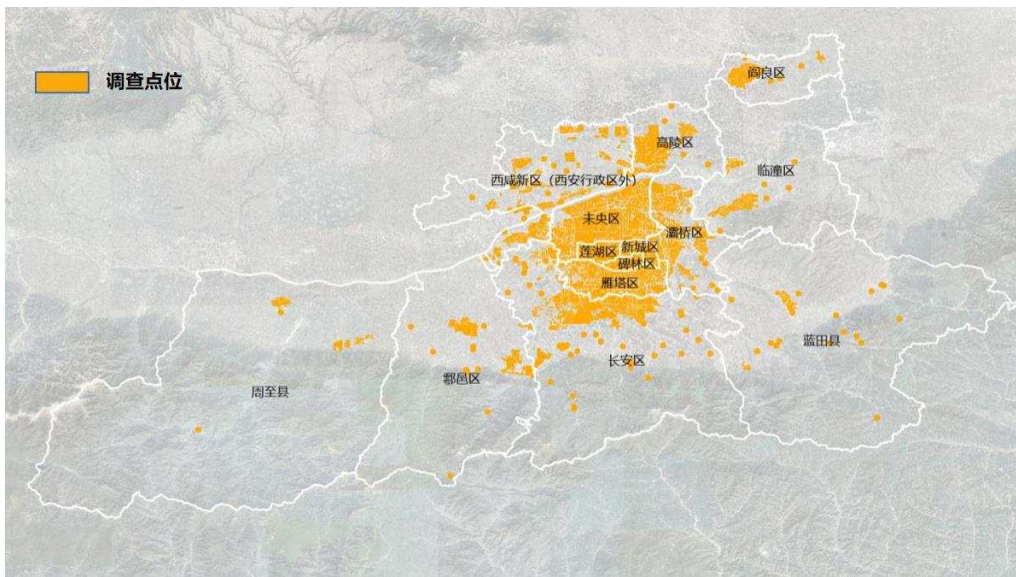 调查点位
阎良区
高陵区
临潼区
西咸新区（西安行政区外）
未央区
灞桥区
新城区
莲湖区
碑林区
雁塔区
蓝田县
长安区
鄠邑区
周至县